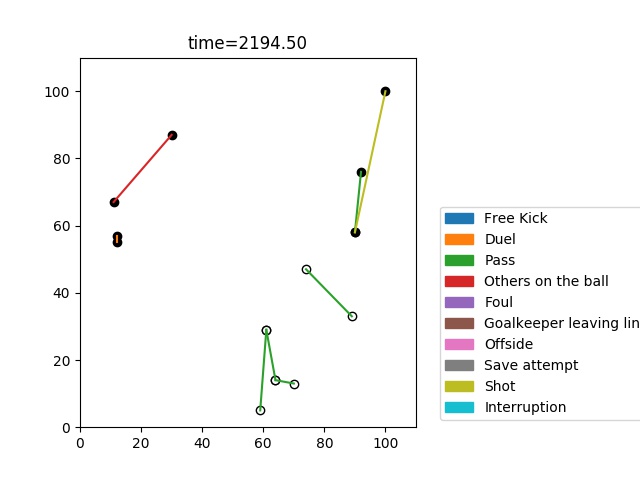 time=2194.50
100
80
60
40
20
0
0 20 40 60 80 100
Free Kick
Duel
Pass
Others on the ball
Foul
Goalkeeper leaving lin
Offside
Save attempt
Shot
Interruption